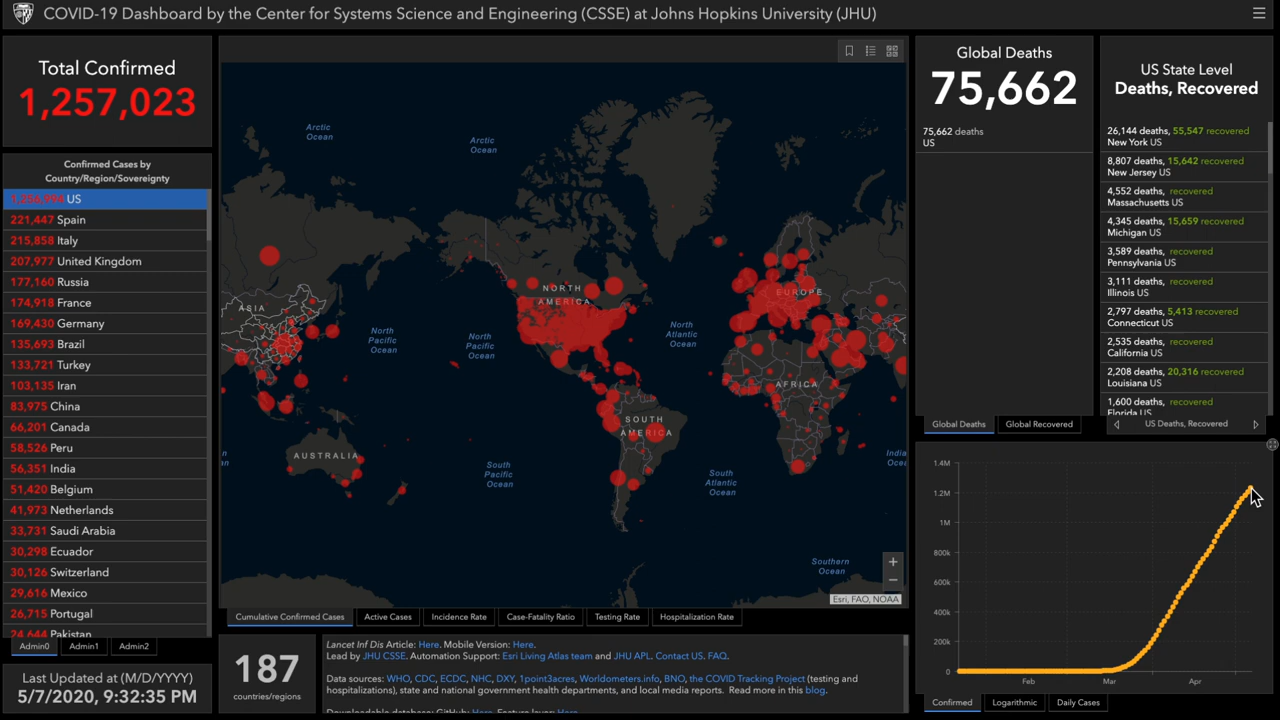 COVID-19 Dashboard by the Center for Systems Science and Engineering (CSSE) at Johns Hopkins University (JHU)
Total Confirmed
1,257,023
Confirmed Cases by
Country/Region/Sovereignty
US
221,447 Spain
215,858 Italy
207,977 United Kingdom
177,160 Russia
174,918 France
169,430 Germany
135,693 Brazil
133,721 Turkey
103,135 Iran
83,975 China
66,201 Canada
58,526 Peru
56,351 India
51,420 Belgium
41,973 Netherlands
33,731 Saudi Arabia
30,298 Ecuador
30,126 Switzerland
29,616 Mexico
26,715 Portugal
24,644 Pakistan
Admin0
Admin1
Admin2
Last Updated at (M/D/YYYY)
5/7/2020, 9:32:35 PM
Arctic
Ocean
Arctic
Ocean
NORTH
AMERICA
EUROPE
ASIA
North
Pacific
Ocean
North
Pacific
Ocean
North
Atlantic
Ocean
AFRICA
SOUTH
AMERICA
AUSTRALIA
South
Pacific
Ocean
South
Atlantic
Ocean
India
Ocea
Southern
Ocean
+
−
Esri, FAO, NOAA
Cumulative Confirmed Cases
Active Cases
Incidence Rate
Case-Fatality Ratio
Testing Rate
Hospitalization Rate
187
countries/regions
Lancet Inf Dis Article: Here. Mobile Version: Here.
Lead by JHU CSSE. Automation Support: Esri Living Atlas team and JHU APL. Contact US. FAQ.
Data sources: WHO, CDC, ECDC, NHC, DXY, 1point3acres, Worldometers.info, BNO, the COVID Tracking Project (testing and
hospitalizations), state and national government health departments, and local media reports. Read more in this blog.
Downloadable database: GitHub: Here. Feature layer: Here.
Global Deaths
75,662
75,662 deaths
US
Global Deaths
Global Recovered
US State Level
Deaths, Recovered
26,144 deaths, 55,547 recovered
New York US
8,807 deaths, 15,642 recovered
New Jersey US
4,552 deaths, recovered
Massachusetts US
4,345 deaths, 15,659 recovered
Michigan US
3,589 deaths, recovered
Pennsylvania US
3,111 deaths, recovered
Illinois US
2,797 deaths, 5,413 recovered
Connecticut US
2,535 deaths, recovered
California US
2,208 deaths, 20,316 recovered
Louisiana US
1,600 deaths, recovered
Florida US
US Deaths, Recovered
1.4M
1.2M
1M
800k
600k
400k
200k
0
Feb
Mar
Apr
Confirmed
Logarithmic
Daily Cases